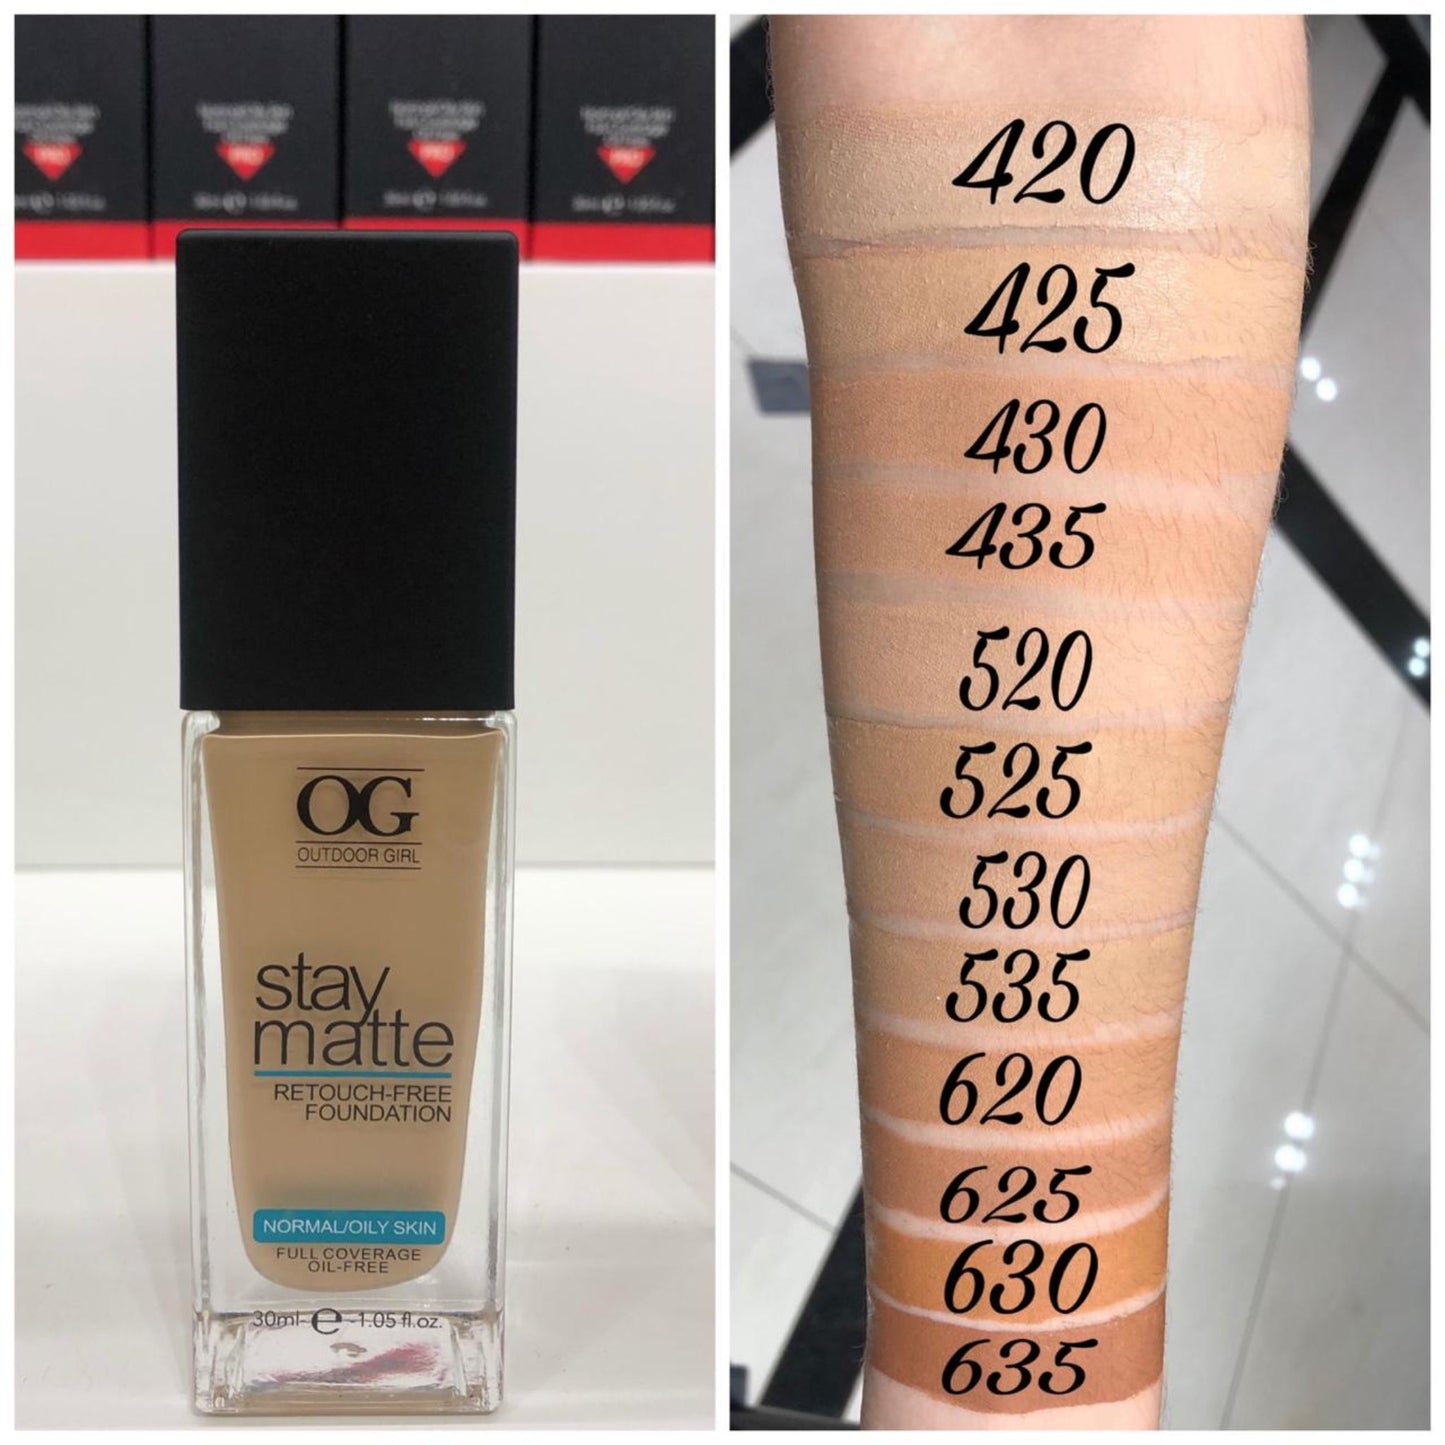 OG
OUTDOOR GIRL
stay
matte
RETOUCH-FREE
FOUNDATION
NORMAL/OILY SKIN
FULL COVERAGE
OIL-FREE
30ml- e -1.05 fl.oz.
420
425
430
435
520
525
530
535
620
625
630
635